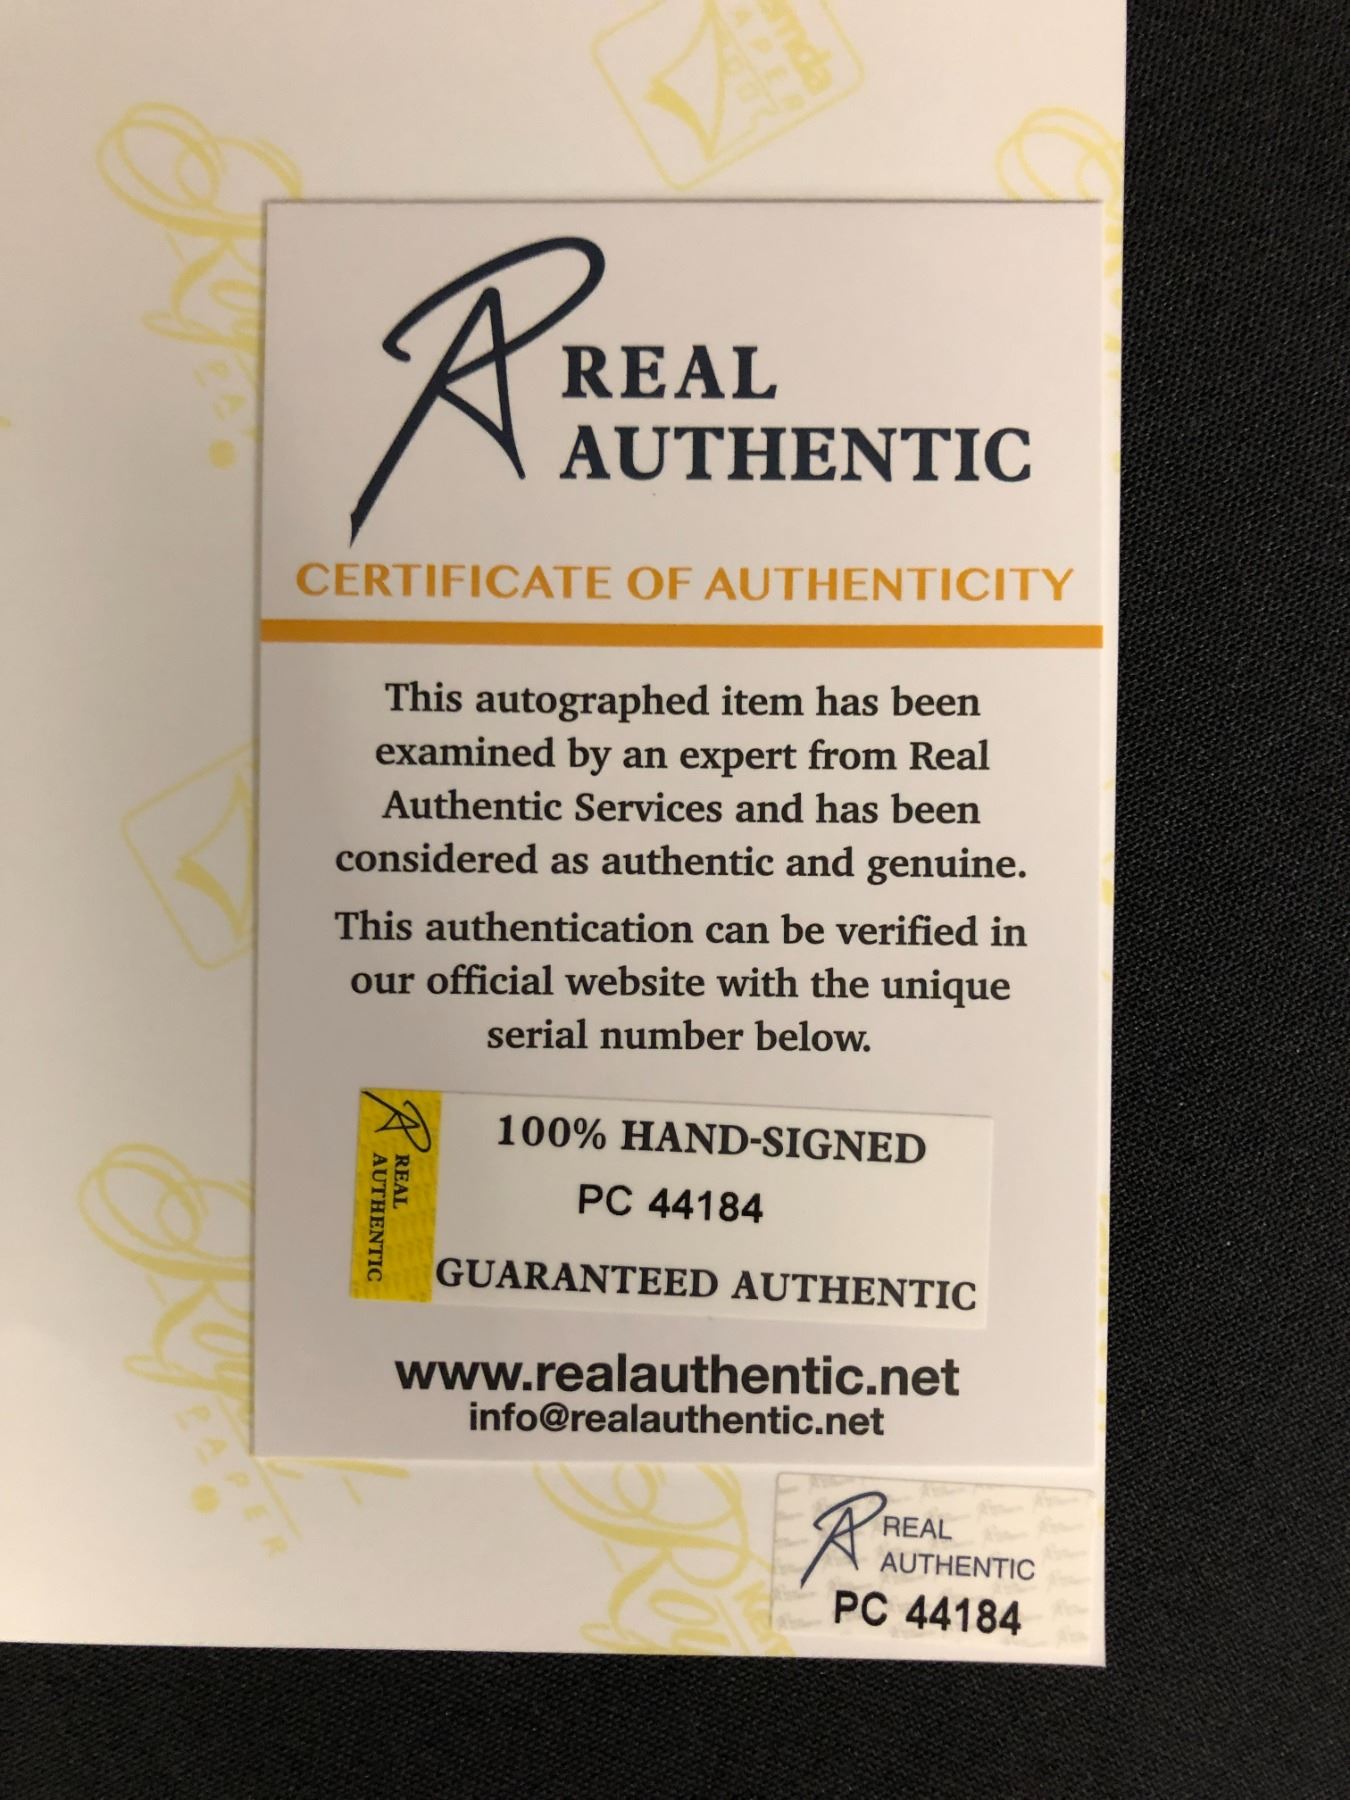 REAL
AUTHENTIC
CERTIFICATE OF AUTHENTICITY
This autographed item has been
examined by an expert from Real
Authentic Services and has been
considered as authentic and genuine.
This authentication can be verified in
our official website with the unique
serial number below.
REAL
AUTHENTIC
100% HAND-SIGNED
PC 44184
GUARANTEED AUTHENTIC
www.realauthentic.net
info@realauthentic.net
REAL
AUTHENTIC
PC 44184